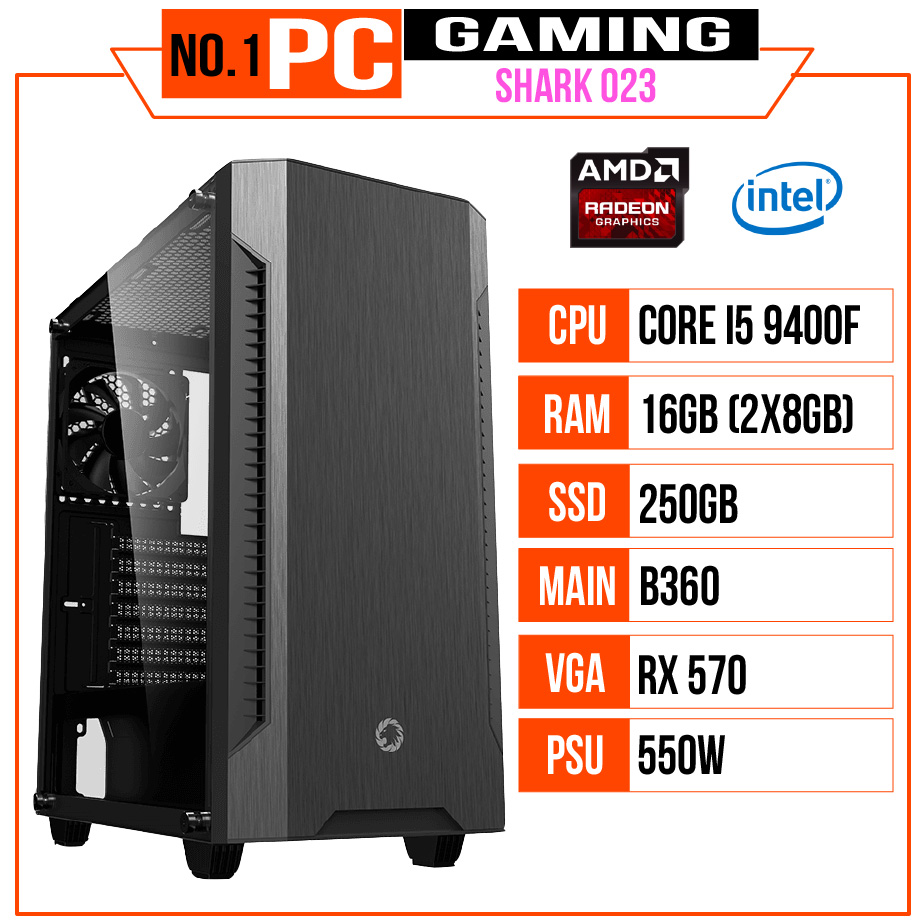 NO.1 PC GAMING
SHARK 023
AMD
RADEON
GRAPHICS
intel®
CPU CORE I5 9400F
RAM 16GB (2X8GB)
SSD 250GB
MAIN B360
VGA RX 570
PSU 550W